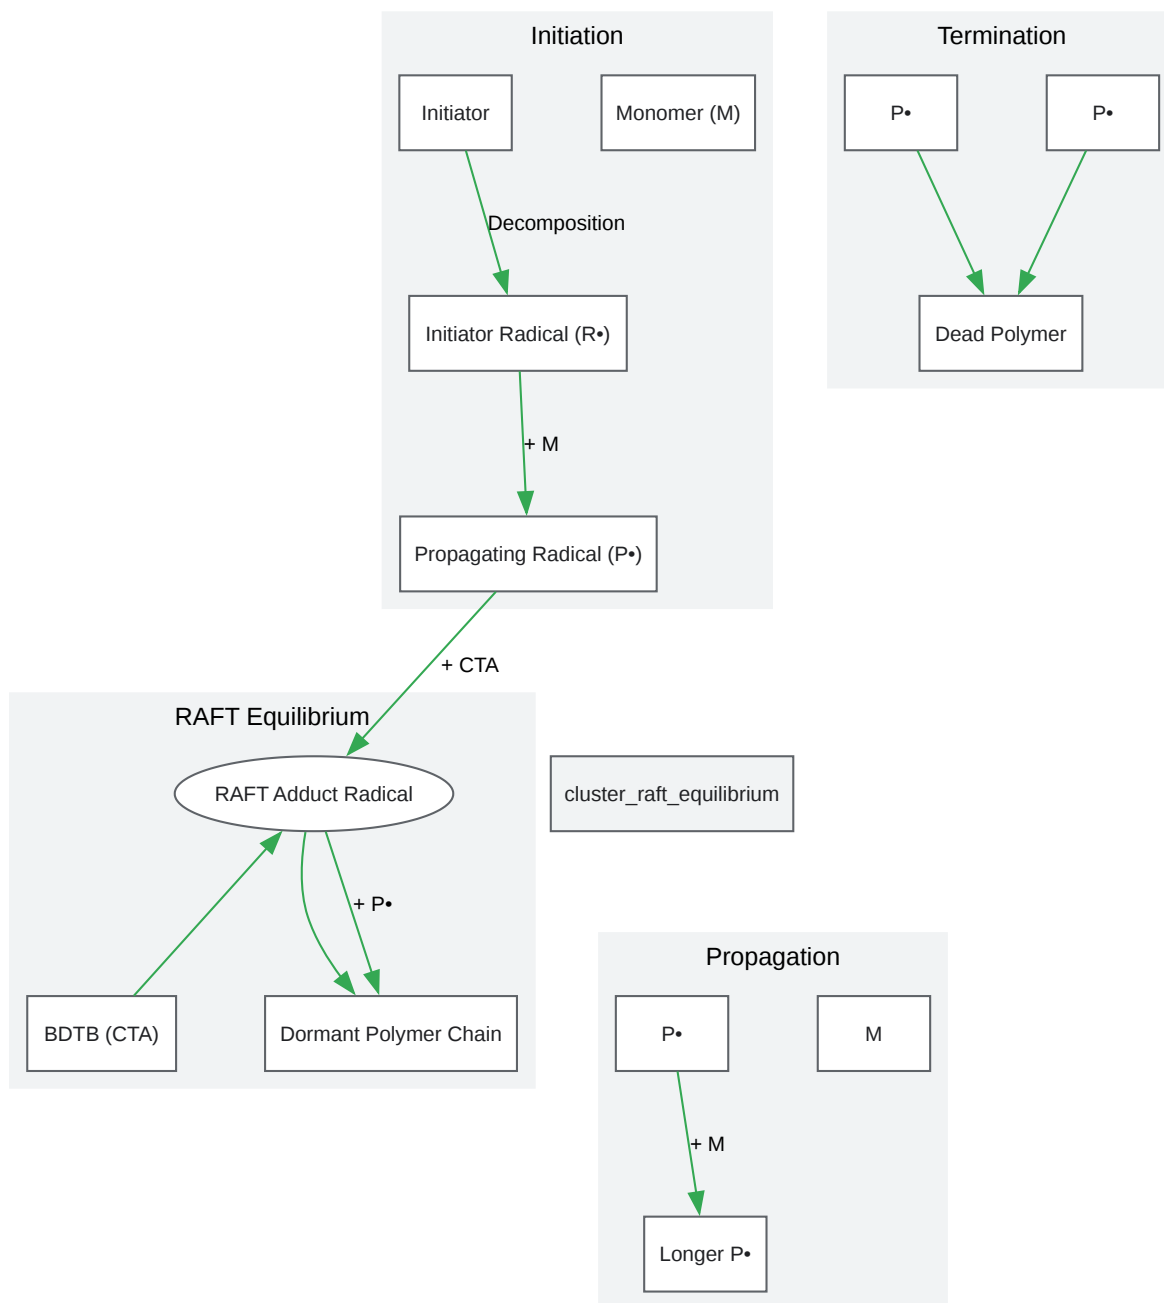 Initiation
Initiator
Monomer (M)
Decomposition
Initiator Radical (R•)
+ M
Propagating Radical (P•)
+ CTA
Termination
P•
P•
Dead Polymer
RAFT Equilibrium
RAFT Adduct Radical
+ P•
BDTB (CTA)
Dormant Polymer Chain
cluster_raft_equilibrium
Propagation
P•
M
+ M
Longer P•